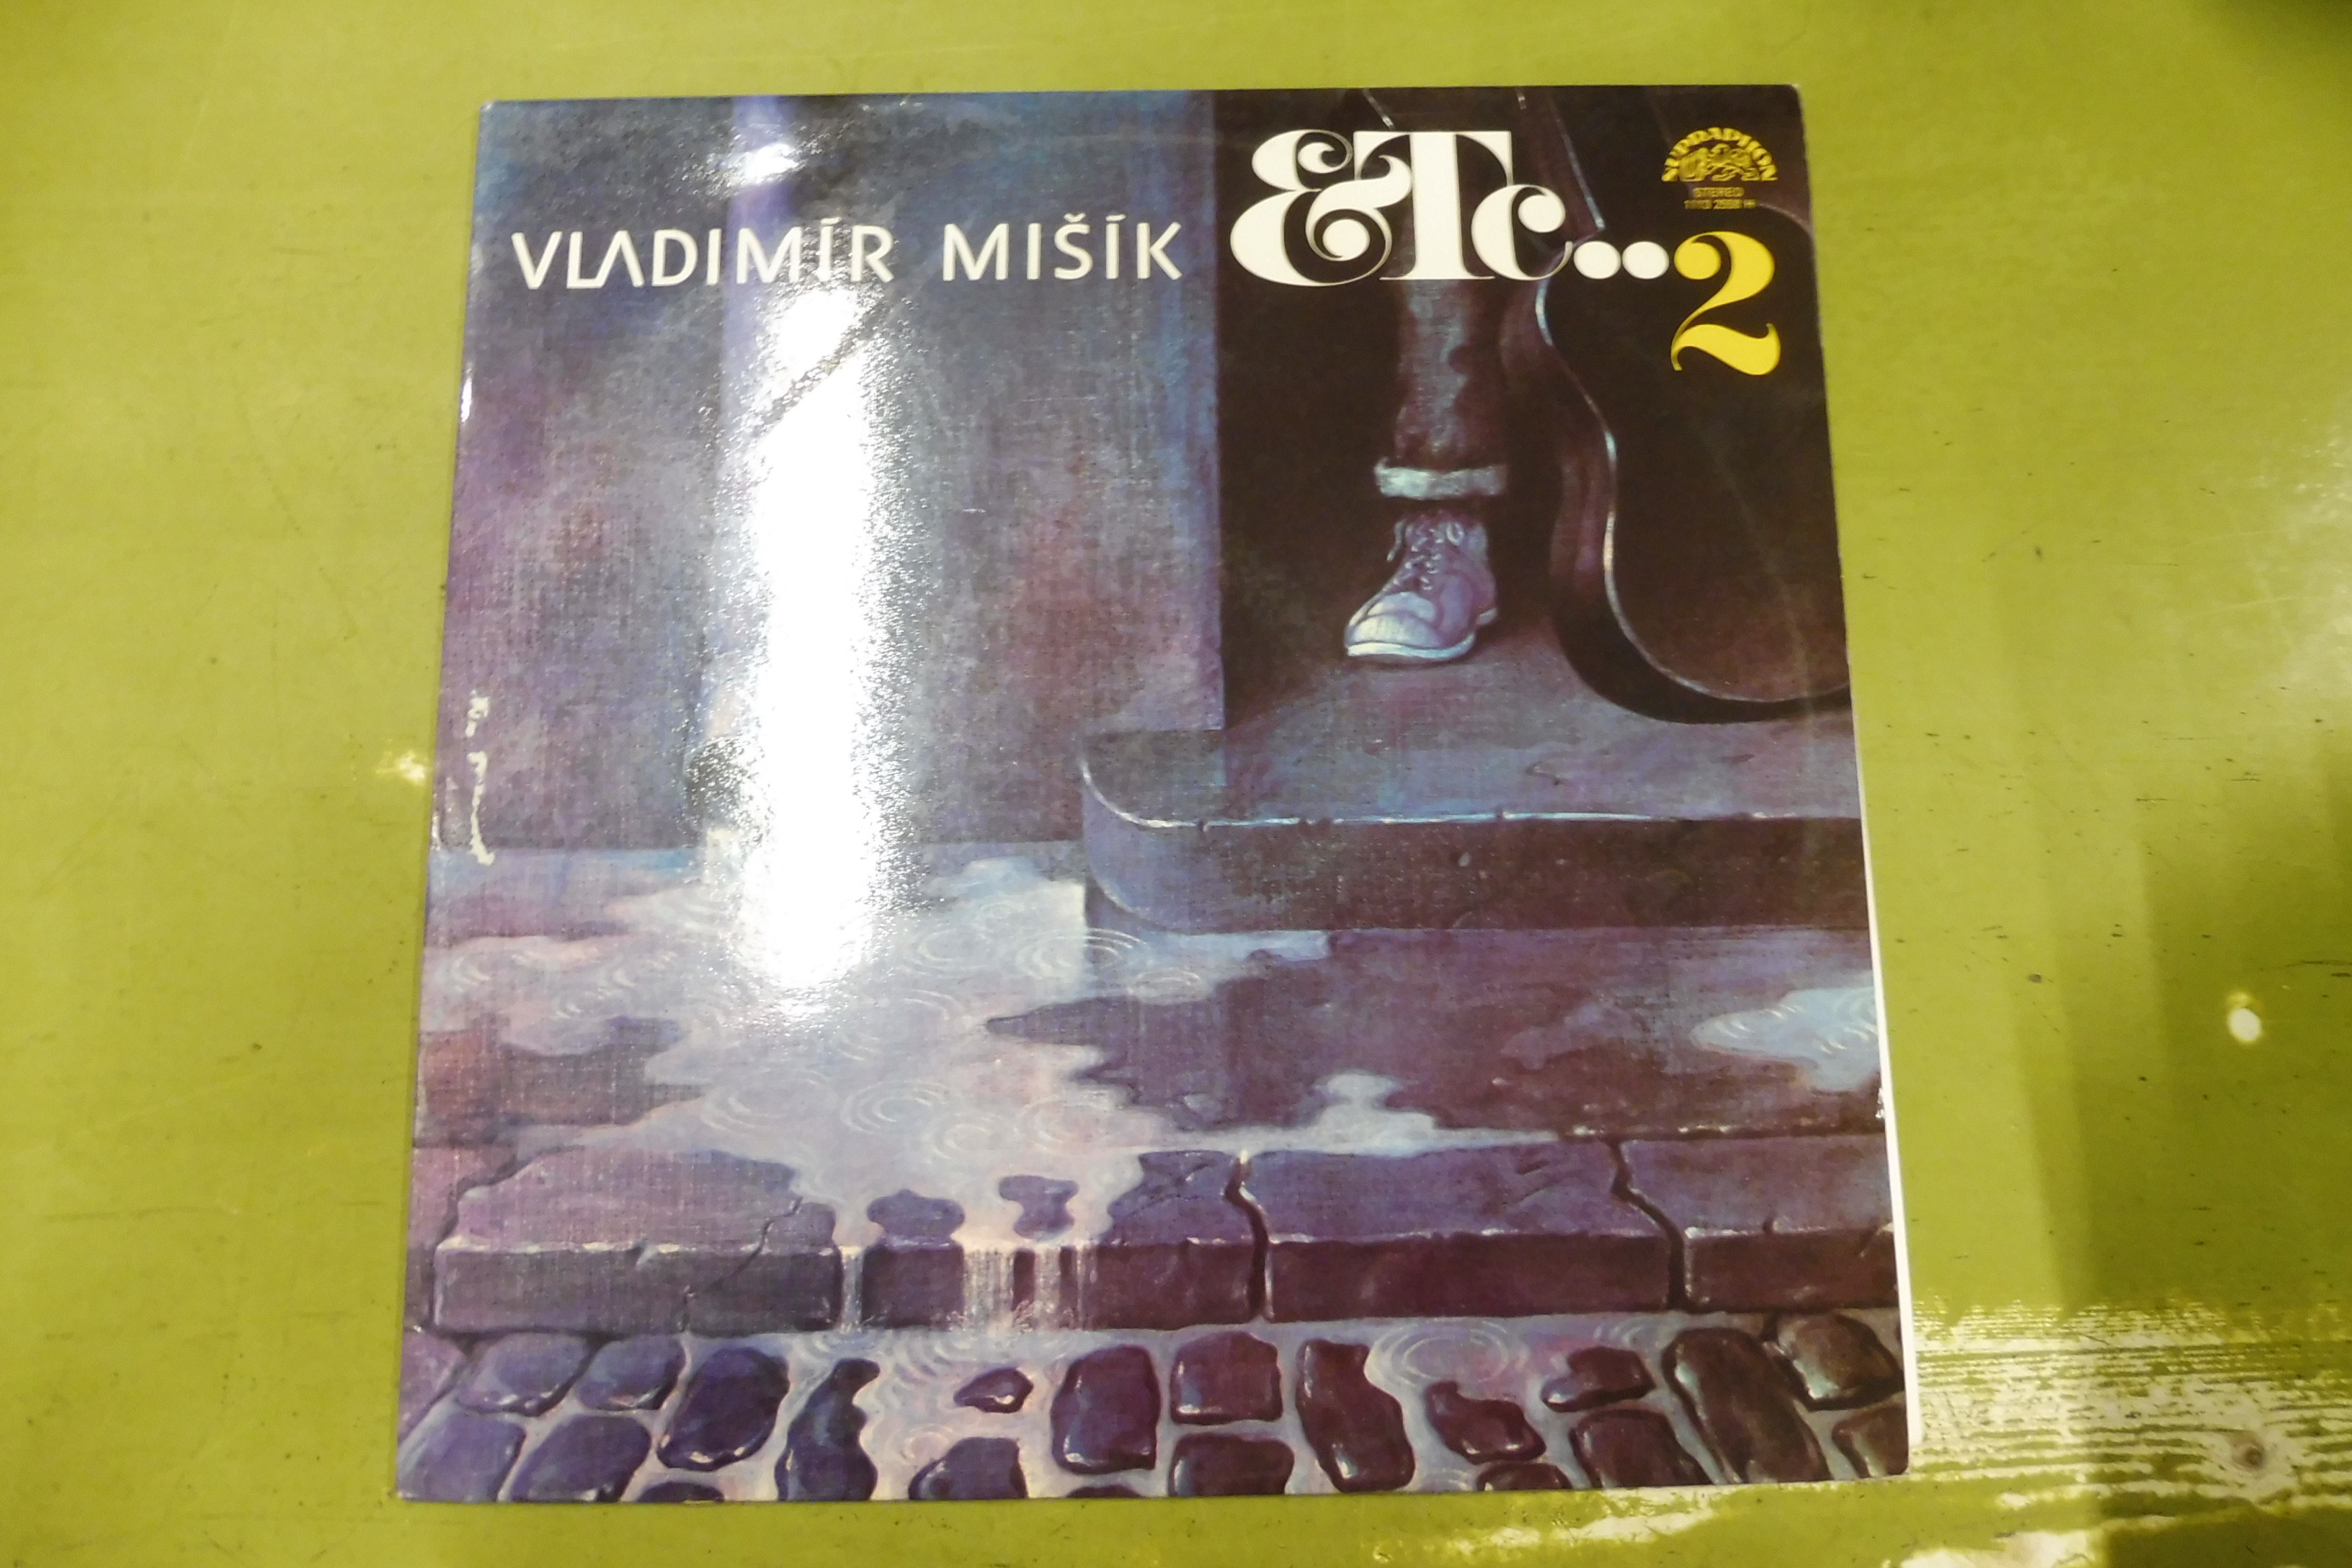 VLADIMÍR MIŠÍK
ETc..2
SUPRAPHON
STEREO